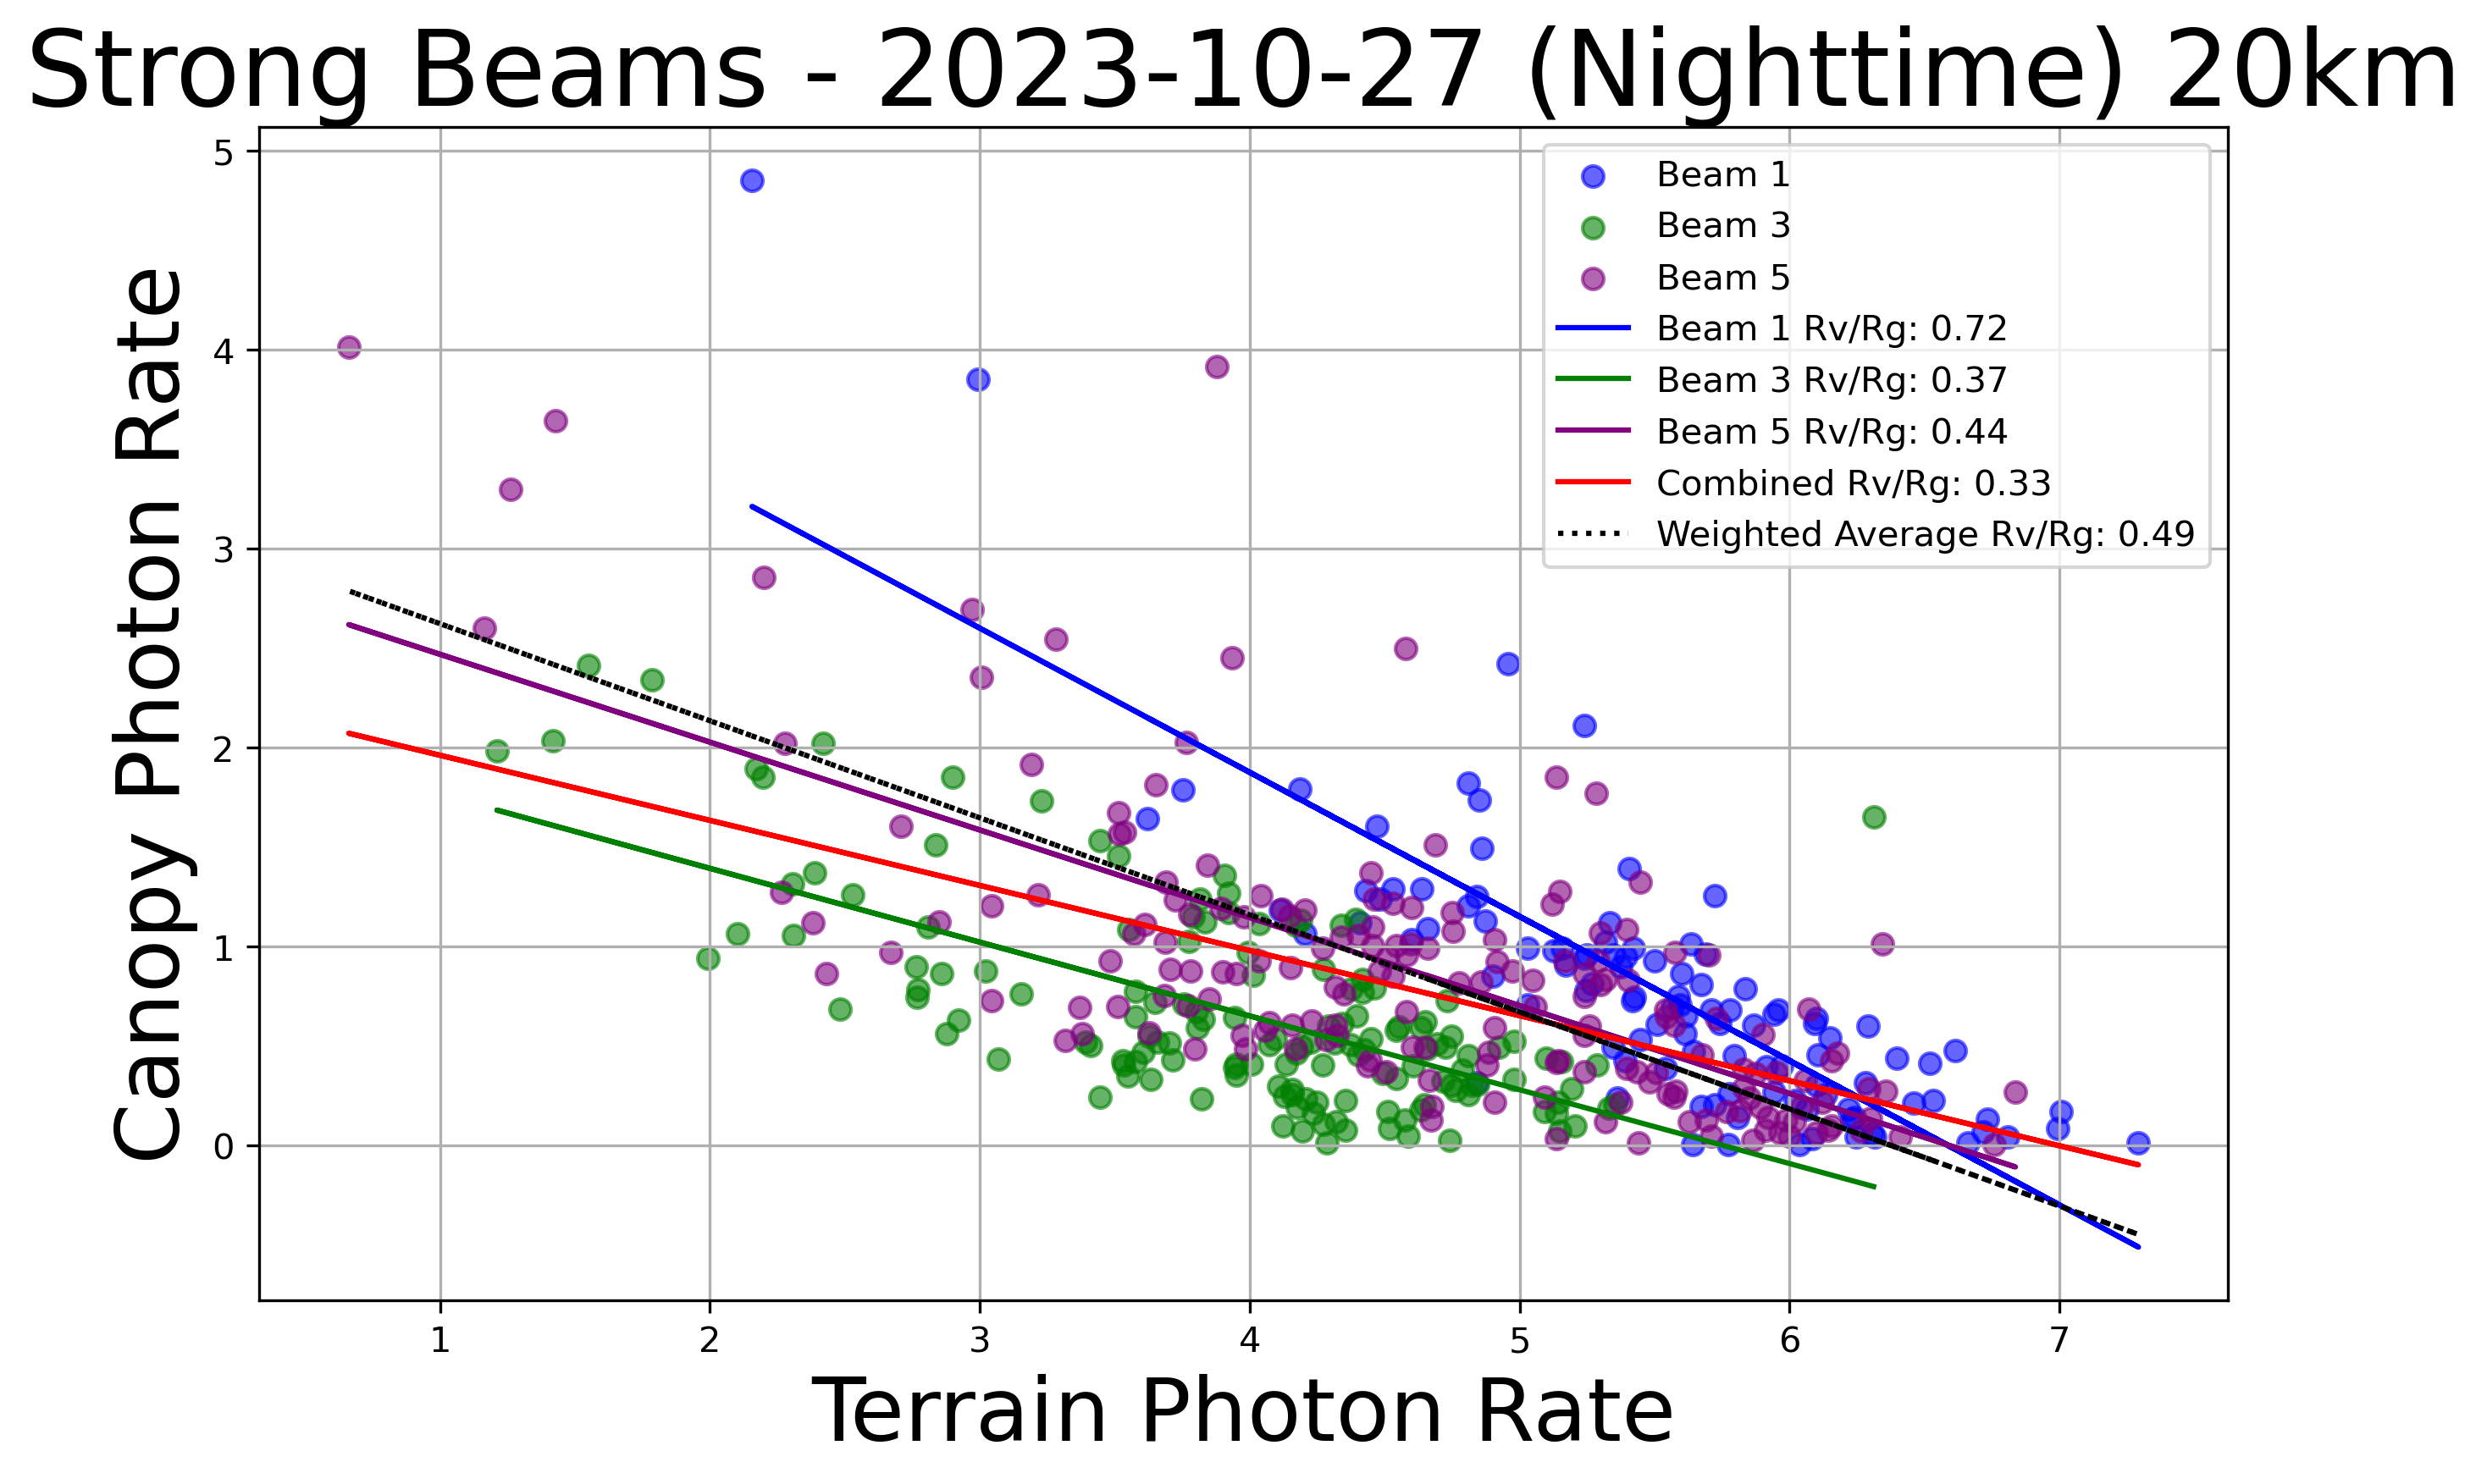 Strong Beams - 2023-10-27 (Nighttime) 20km
Canopy Photon Rate
5
4
3
2
1
0
Beam 1
Beam 3
Beam 5
Beam 1 Rv/Rg: 0.72
Beam 3 Rv/Rg: 0.37
Beam 5 Rv/Rg: 0.44
Combined Rv/Rg: 0.33
Weighted Average Rv/Rg: 0.49
1 2 3 4 5 6 7
Terrain Photon Rate